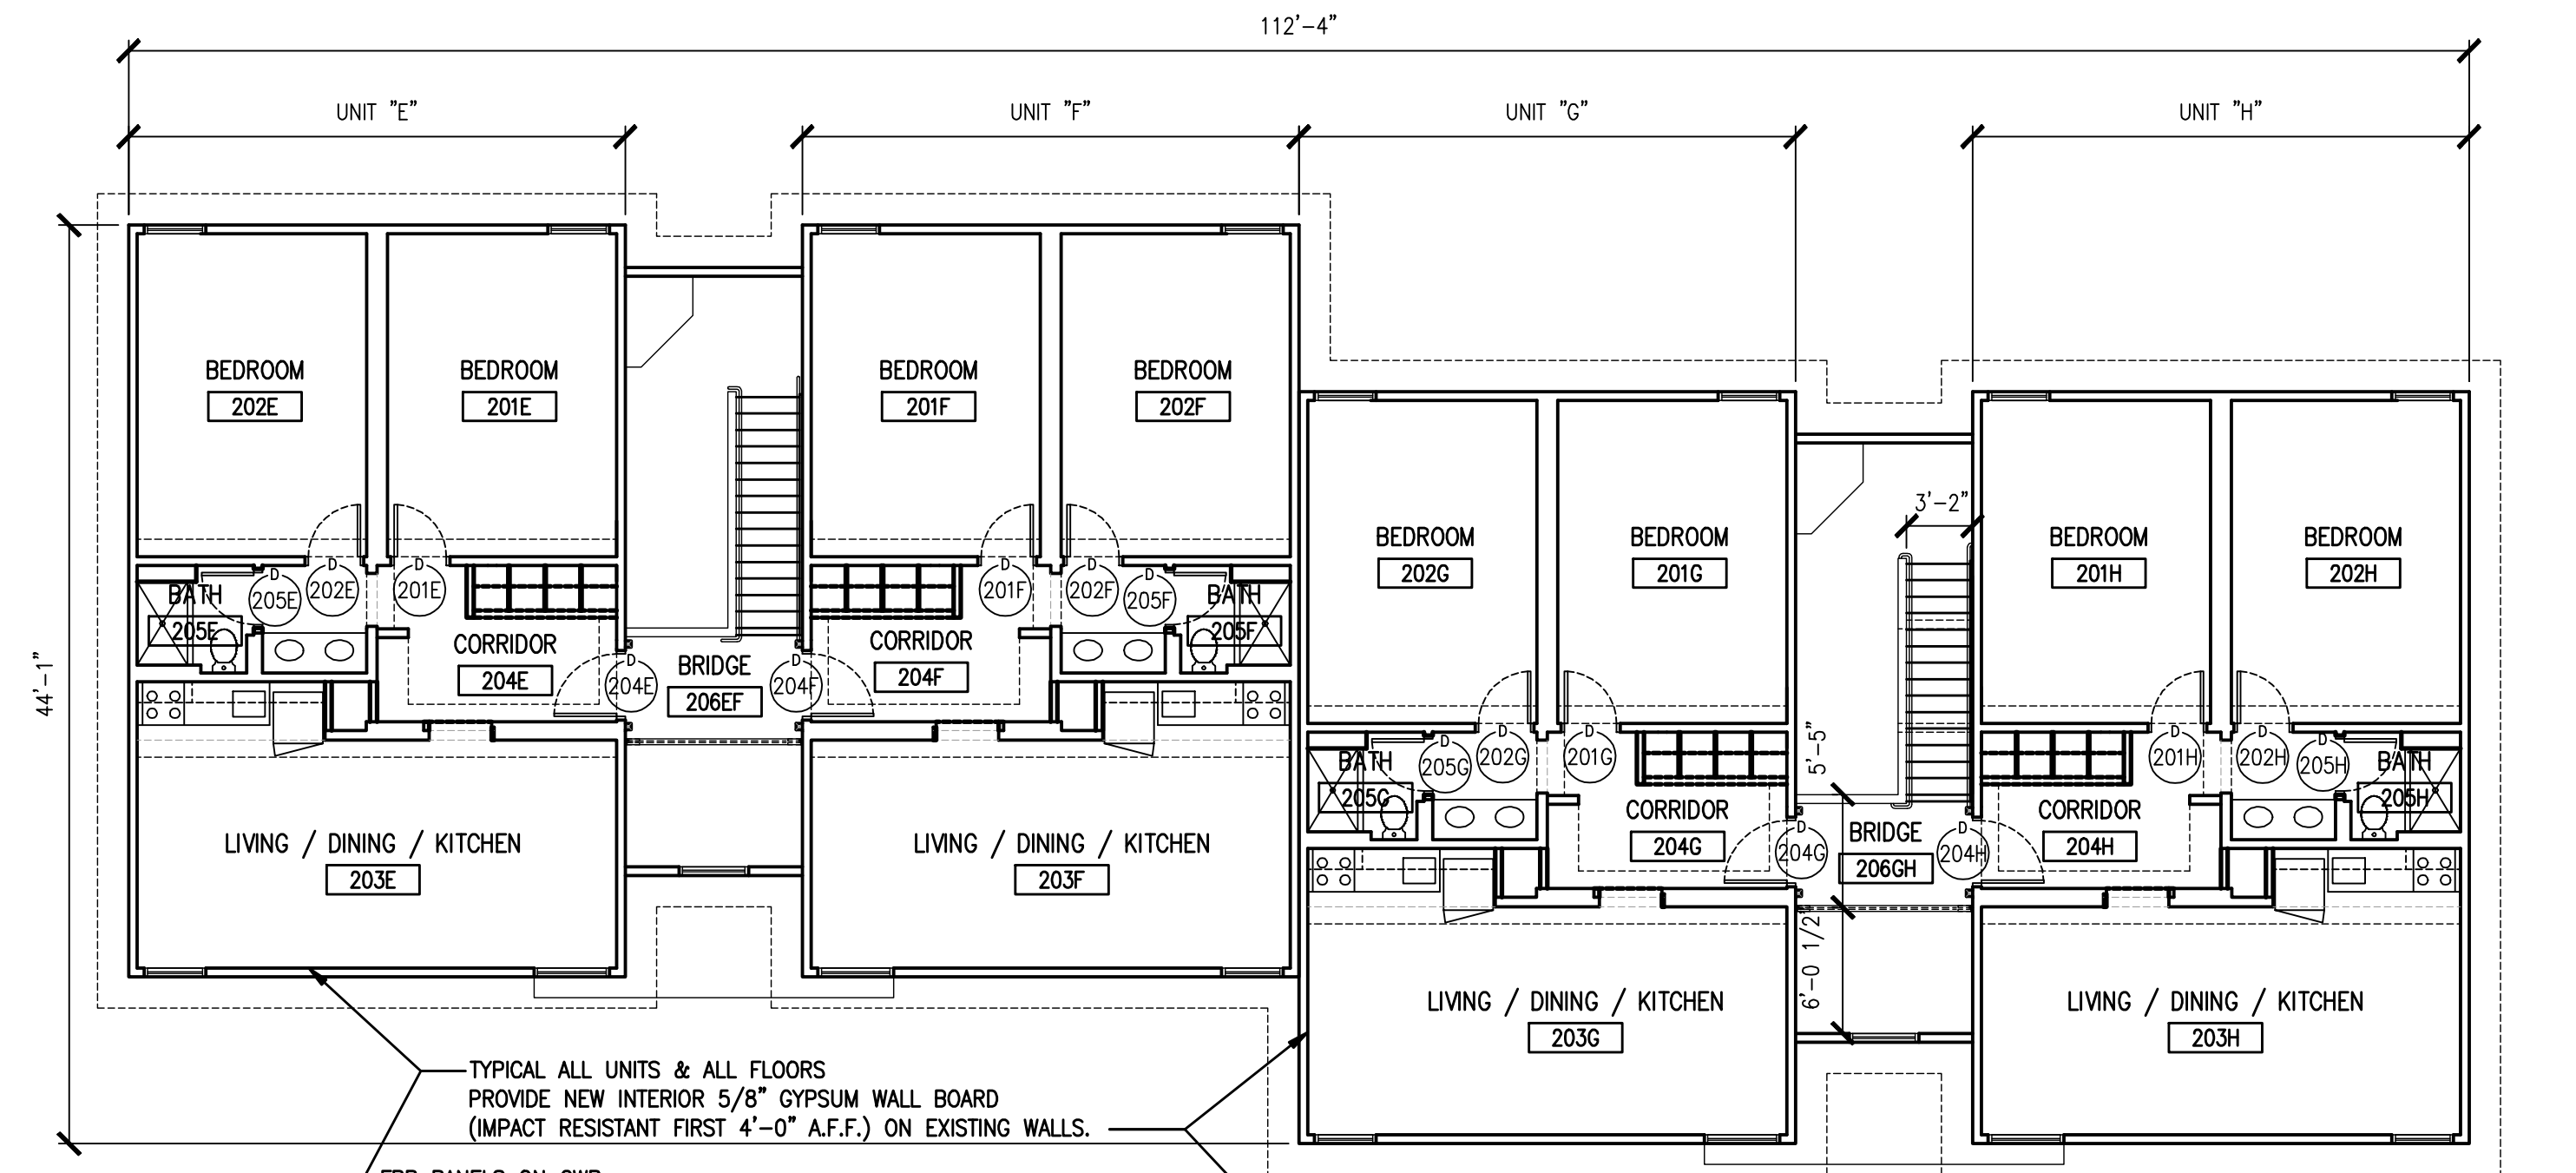 112'-4"
UNIT "E"
UNIT "F"
UNIT "G"
UNIT "H"
44'-1"
BEDROOM
202E
BEDROOM
201E
BEDROOM
201F
BEDROOM
202F
BEDROOM
202G
BEDROOM
201G
3'-2"
BEDROOM
201H
BEDROOM
202H
BATH
205E
D
205E
D
202E
D
201E
CORRIDOR
204E
D
204E
BRIDGE
206EF
D
204F
CORRIDOR
204F
D
201F
D
202F
D
205F
BATH
205F
BATH
205G
D
205G
D
202G
D
201G
CORRIDOR
204G
D
204G
5'-5"
BRIDGE
206GH
D
204H
CORRIDOR
204H
D
201H
D
202H
D
205H
BATH
205H
LIVING / DINING / KITCHEN
203E
LIVING / DINING / KITCHEN
203F
LIVING / DINING / KITCHEN
203G
6'-0 1/2"
LIVING / DINING / KITCHEN
203H
TYPICAL ALL UNITS & ALL FLOORS
PROVIDE NEW INTERIOR 5/8" GYPSUM WALL BOARD
(IMPACT RESISTANT FIRST 4'-0" A.F.F.) ON EXISTING WALLS.